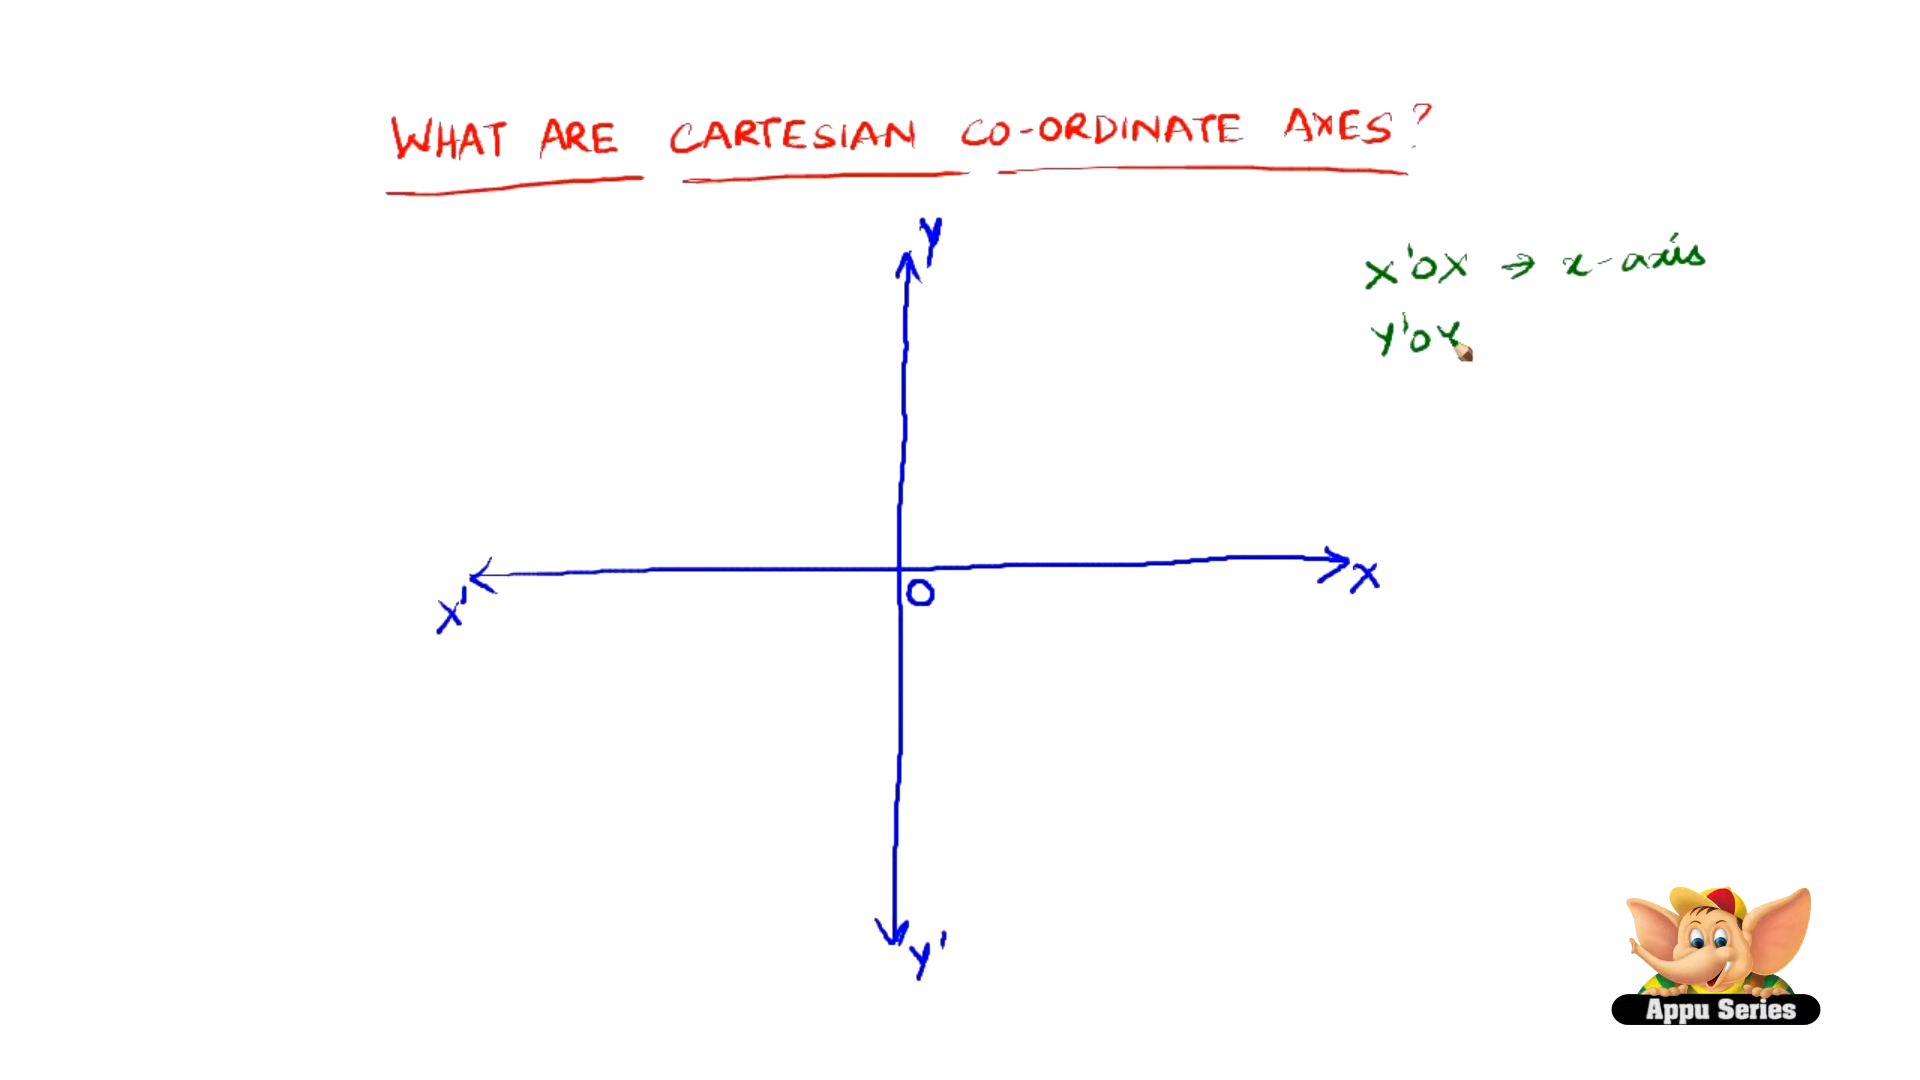 WHAT ARE CARTESIAN CO-ORDINATE AXES?
Y
X'OX → x-axis
Y'OY
X' O X
Y'
Appu Series